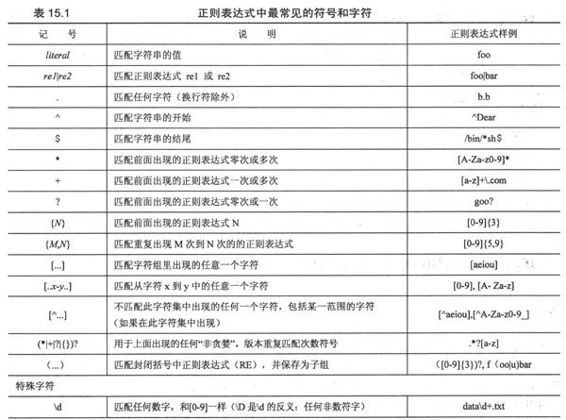 表 15.1 正则表达式中最常见的符号和字符
记 号 说 明 正则表达式样例
literal 匹配字符串的值 foo
re1|re2 匹配正则表达式 re1 或 re2 foo|bar
. 匹配任何字符（换行符除外） b.b
^ 匹配字符串的开始 ^Dear
$ 匹配字符串的结尾 /bin/*sh$
* 匹配前面出现的正则表达式零次或多次 [A-Za-z0-9]*
+ 匹配前面出现的正则表达式一次或多次 [a-z]+\.com
? 匹配前面出现的正则表达式零次或一次 goo?
{N} 匹配前面出现的正则表达式 N [0-9]{3}
{M,N} 匹配重复出现 M 次到 N 次的的正则表达式 [0-9]{5,9}
[...] 匹配字符组里出现的任意一个字符 [aeiou]
[..x-y..] 匹配从字符 x 到 y 中的任意一个字符 [0-9], [A- Za-z]
[^...] 不匹配此字符集中出现的任何一个字符，包括某一范围的字符 [^aeiou],[^A-Za-z0-9_]
（如果在此字符集中出现）
(*|+|?|{})? 用于上面出现的任何“非贪婪”。版本重复匹配次数符号 .*?[a-z]
（...） 匹配封闭括号中正则表达式（RE），并保存为子组 （[0-9]{3})?, f（oo|u)bar
特殊字符
\d 匹配任何数字，和[0-9]一样（\D 是\d 的反义：任何非数符字） data\d+.txt